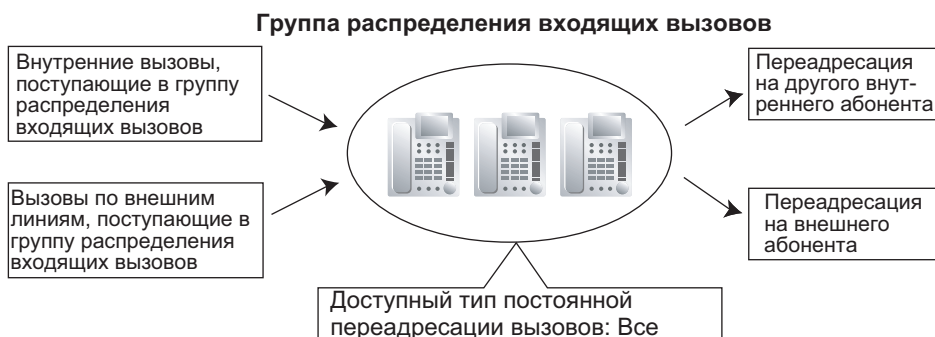 Группа распределения входящих вызовов
Внутренние вызовы,
поступающие в группу
распределения
входящих вызовов
Переадресация
на другого внут-
реннего абонента
Вызовы по внешним
линиям, поступающие в
группу распределения
входящих вызовов
Переадресация
на внешнего
абонента
Доступный тип постоянной
переадресации вызовов: Все